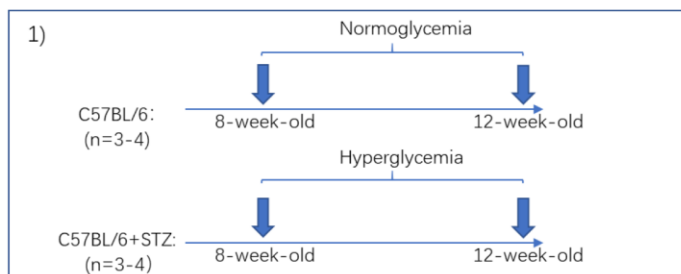 1)
Normoglycemia
C57BL/6:
(n=3-4)
8-week-old 12-week-old
Hyperglycemia
C57BL/6+STZ:
(n=3-4)
8-week-old 12-week-old